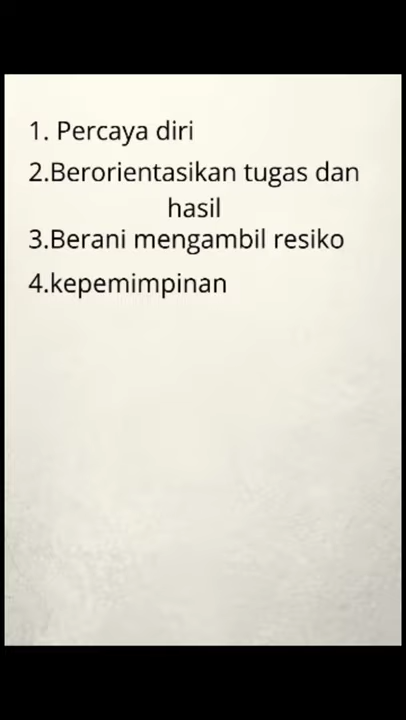 1. Percaya diri
2.Berorientasikan tugas dan
hasil
3.Berani mengambil resiko
4.kepemimpinan